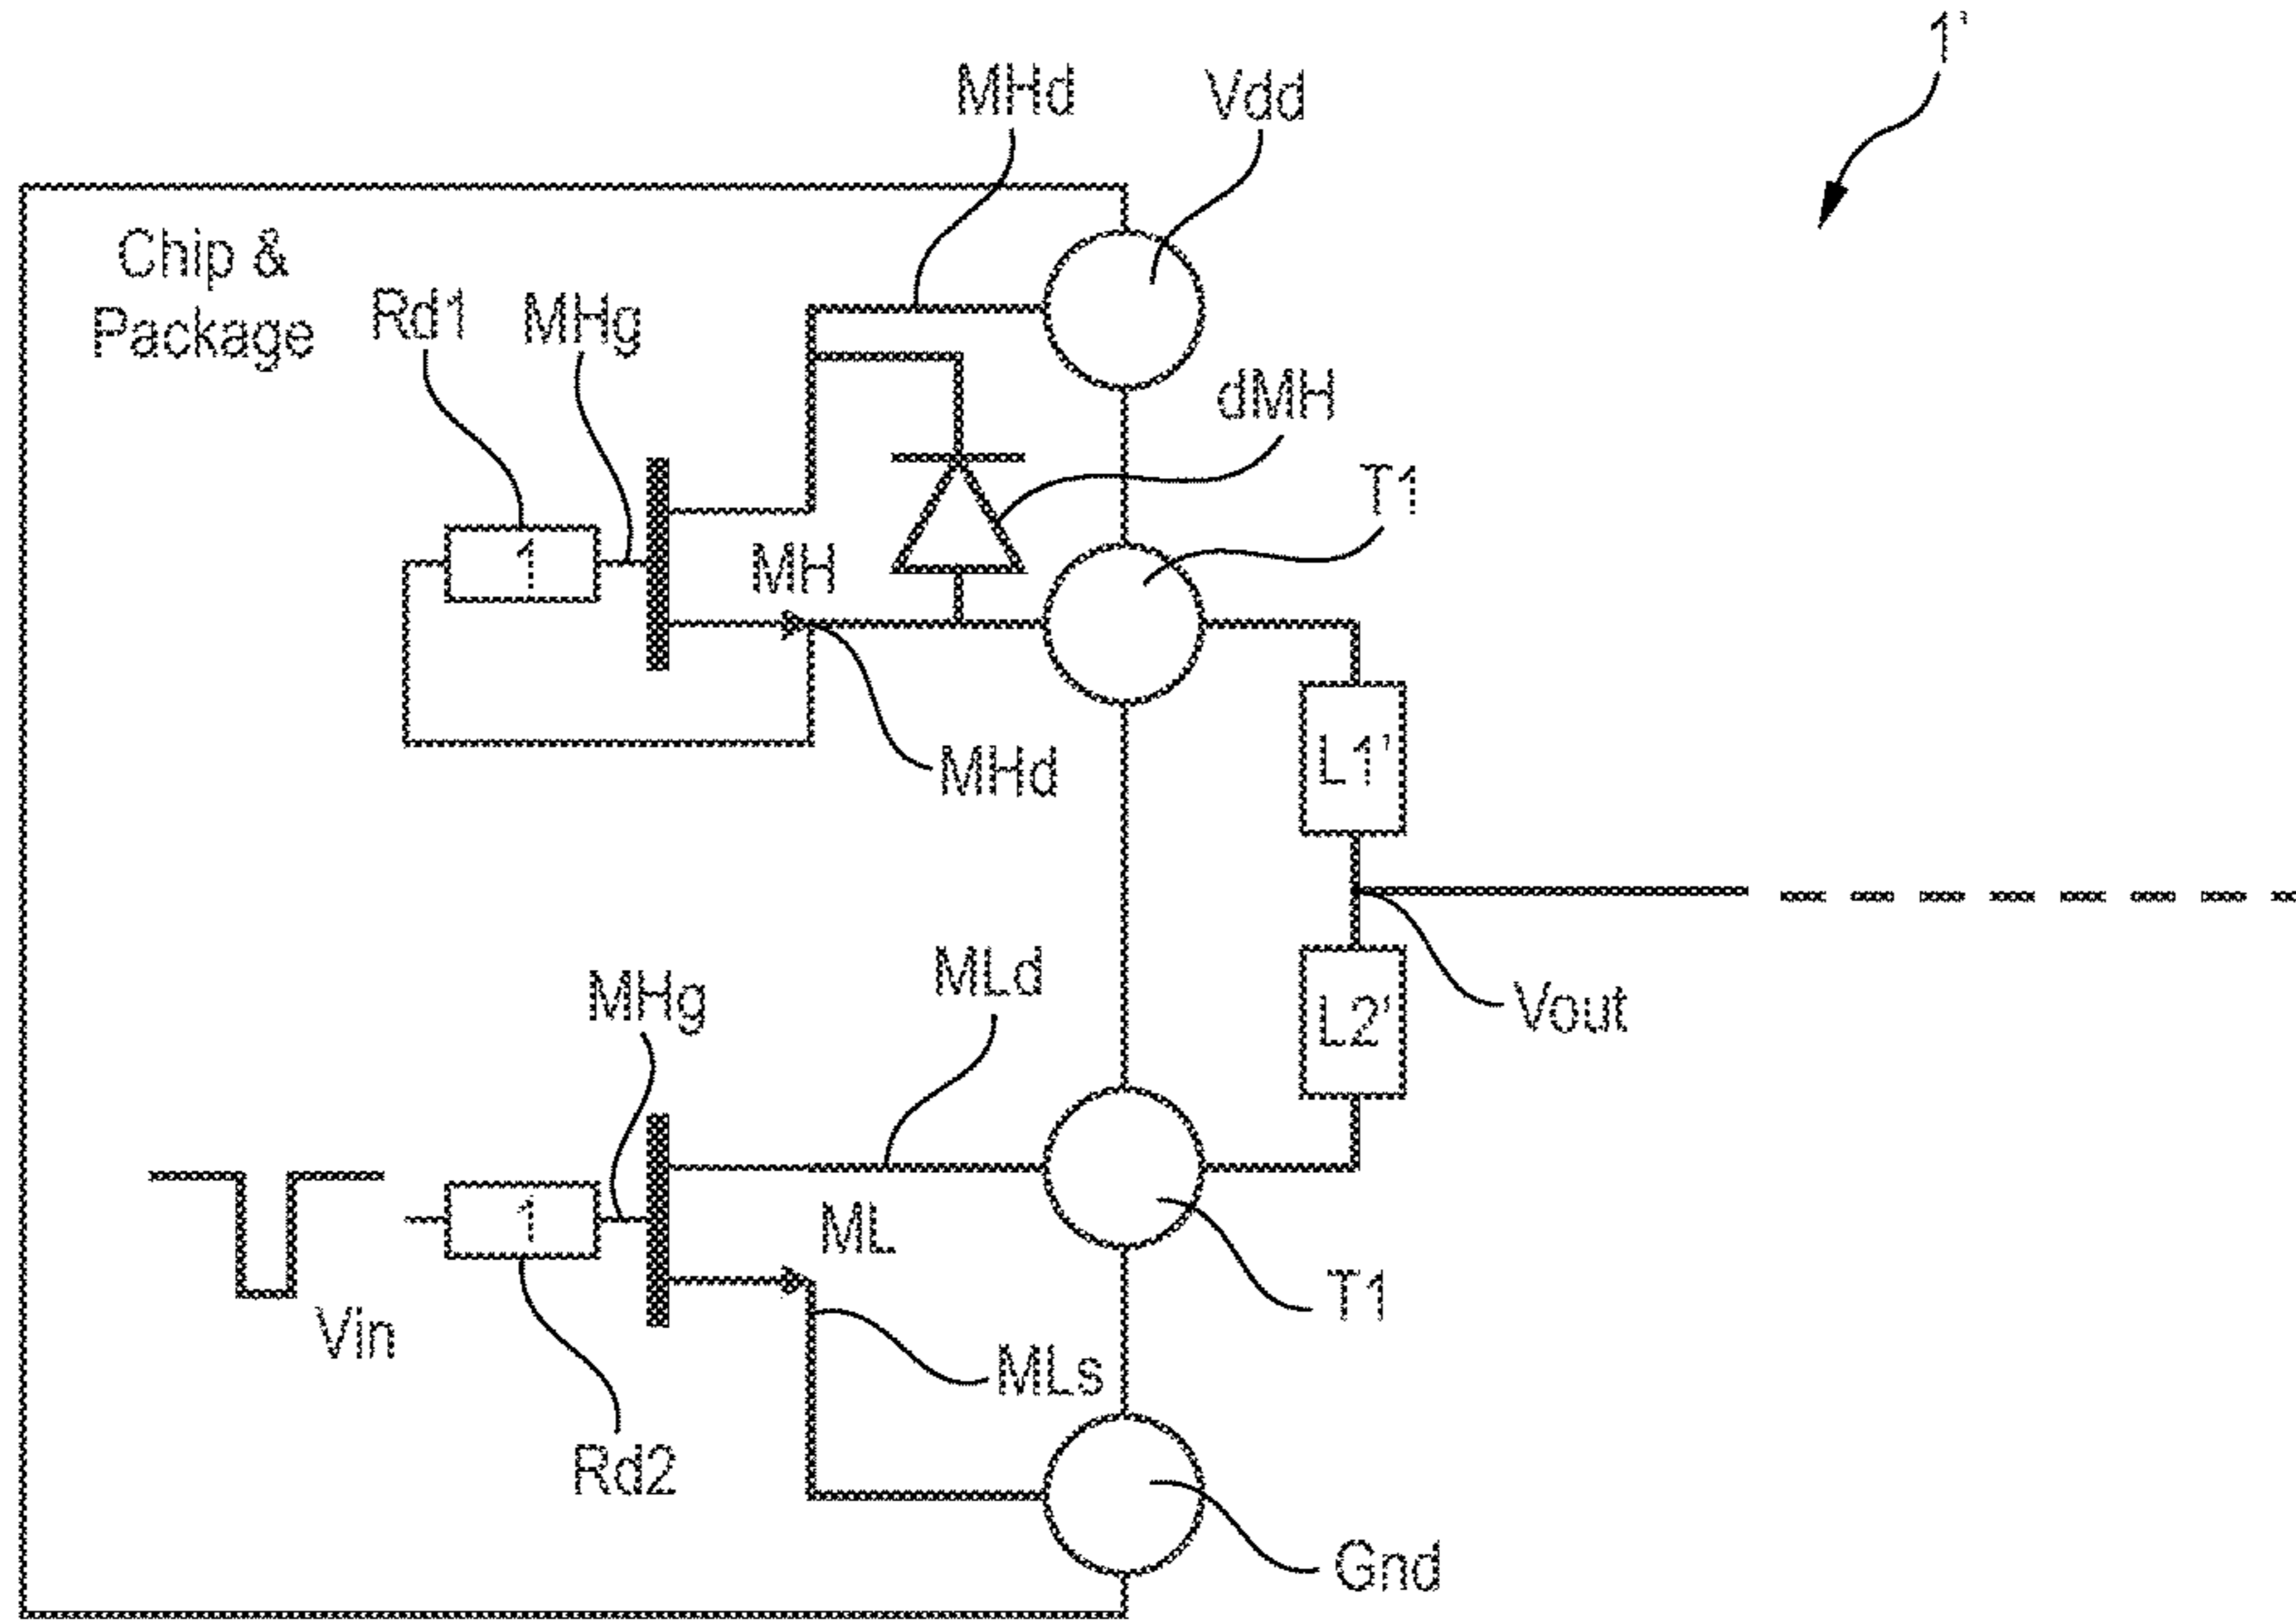 1'
MHd
Vdd
Chip &
Package
Rd1
MHg
dMH
T1
1
MH
MHd
L1'
MHg
MLd
L2'
Vout
1
ML
Vin
T1
MLs
Rd2
Gnd